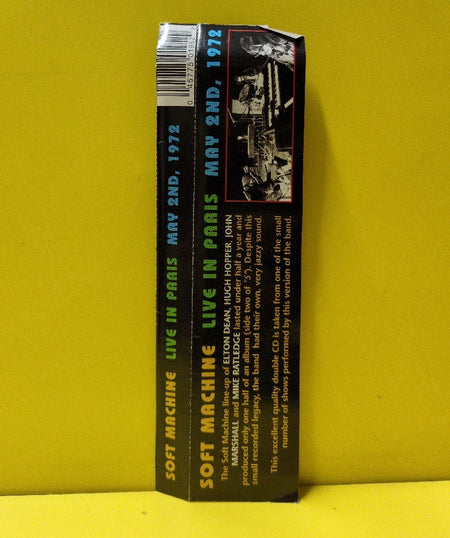 SOFT MACHINE LIVE IN PARIS MAY 2ND, 1972
SOFT MACHINE LIVE IN PARIS MAY 2ND, 1972
The Soft Machine line-up of ELTON DEAN, HUGH HOPPER, JOHN
MARSHALL and MIKE RATLEDGE lasted under half a year and
produced only one half of an album (side two of "5"). Despite this
small recorded legacy, the band had their own, very jazzy sound.
This excellent quality double CD is taken from one of the small
number of shows performed by this version of the band.